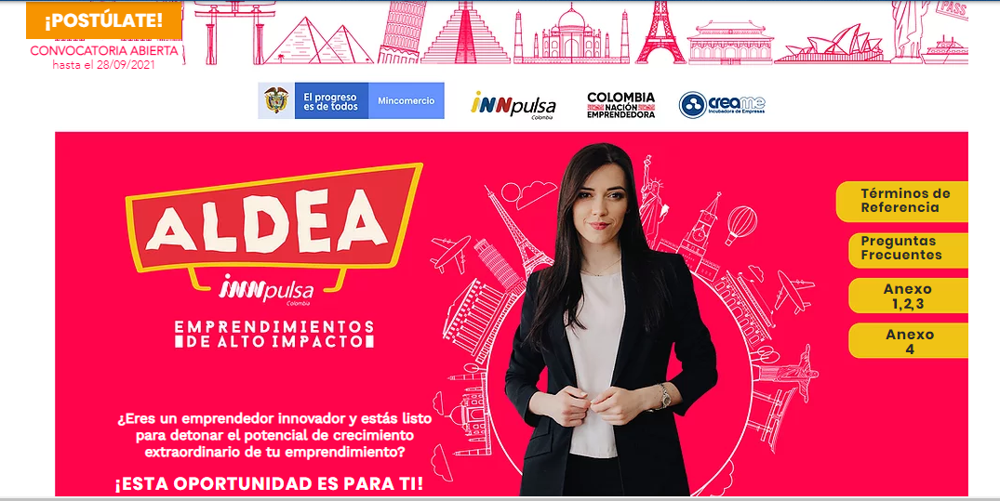 ¡POSTÚLATE!
CONVOCATORIA ABIERTA
hasta el 28/09/2021
PASS
El progreso
es de todos
Mincomercio
iNNpulsa
Colombia
COLOMBIA
NACIÓN
EMPRENDEDORA
creame
Incubadora de Empresas
ALDEA
iNNpulsa
Colombia
EMPRENDIMIENTOS
DE ALTO IMPACTO
¿Eres un emprendedor innovador y estás listo
para detonar el potencial de crecimiento
extraordinario de tu emprendimiento?
¡ESTA OPORTUNIDAD ES PARA TI!
Términos de
Referencia
Preguntas
Frecuentes
Anexo
1,2,3
Anexo
4